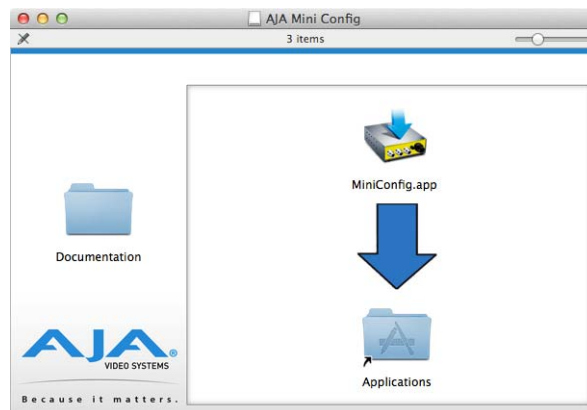 AJA Mini Config
3 items
MiniConfig.app
Documentation
Applications
AJA
VIDEO SYSTEMS
Because it matters.